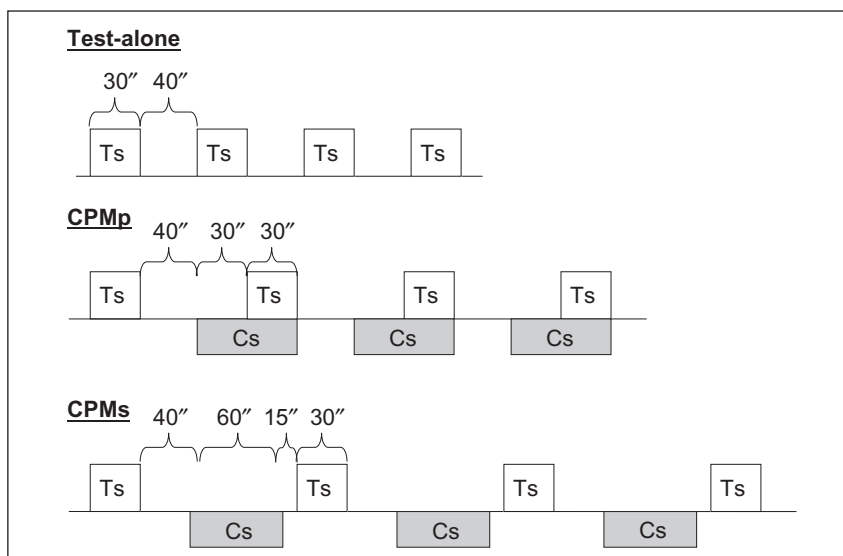 Test-alone
30″ 40″
Ts Ts Ts Ts
CPMp
40″ 30″ 30″
Ts Ts Ts Ts
Cs Cs Cs
CPMs
40″ 60″ 15″ 30″
Ts Ts Ts Ts
Cs Cs Cs